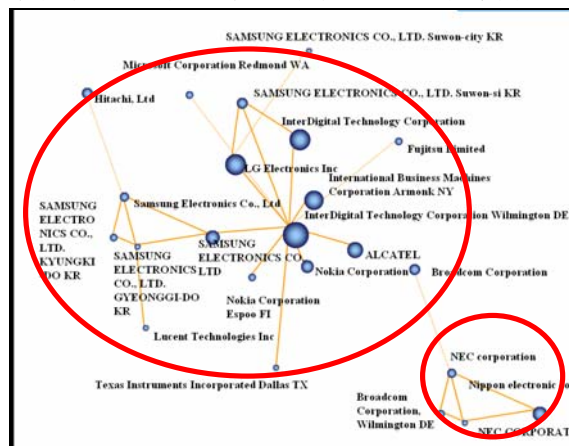 SAMSUNG ELECTRONICS CO., LTD. Suwon-city KR
Microsoft Corporation Redmond WA
Hitachi, Ltd
SAMSUNG ELECTRONICS CO., LTD. Suwon-si KR
InterDigital Technology Corporation
Fujitsu Limited
LG Electronics Inc
International Business Machines
Corporation Armonk NY
Samsung Electronics Co., Ltd
InterDigital Technology Corporation Wilmington DE
SAMSUNG
ELECTRO
NICS CO.,
LTD.
KYUNGKI
DO KR
SAMSUNG
ELECTRONICS
CO., LTD.
GYEONGGI-DO
KR
SAMSUNG
ELECTRONICS CO
LTD
ALCATEL
Nokia Corporation
Broadcom Corporation
Nokia Corporation
Espoo FI
Lucent Technologies Inc
NEC corporation
Texas Instruments Incorporated Dallas TX
Nippon electronic co
Broadcom
Corporation,
Wilmington DE
NEC CORPORAT